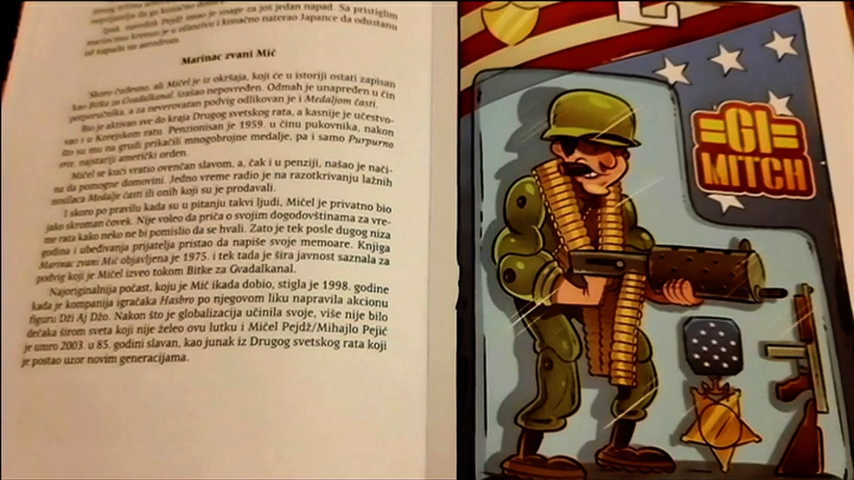 neprijatelja da ga konačno
Ipak, narednik Pejdž imao je snage za još jedan napad. Sa pristiglim
marincima krenuo je u ofanzivu i konačno naterao Japance da odustanu
od napada na aerodrom.
Marinac zvani Mič
Skoro čudesno, ali Mičel je iz okršaja, koji će u istoriji ostati zapisan
kao Bitka za Gvadalkanal, izašao nepovređen. Odmah je unapređen u čin
potporučnika, a za neverovatan podvig odlikovan je i Medaljom časti.
Bio je aktivan sve do kraja Drugog svetskog rata, a kasnije je učestvo-
vao i u Korejskom ratu. Penzionisan je 1959. u činu pukovnika, nakon
što su mu na grudi prikačili mnogobrojne medalje, pa i samo Purpurno
srce, najstariji američki orden.
Mičel se kući vratio ovenčan slavom, a, čak i u penziji, našao je nači-
na da pomogne domovini. Jedno vreme radio je na razotkrivanju lažnih
nosilaca Medalje časti ili onih koji su je prodavali.
I skoro po pravilu kada su u pitanju takvi ljudi, Mičel je privatno bio
jako skroman čovek. Nije voleo da priča o svojim dogodovštinama za vre-
me rata kako neko ne bi pomislio da se hvali. Zato je tek posle dugog niza
godina i ubeđivanja prijatelja pristao da napiše svoje memoare. Knjiga
Marinac zvani Mič objavljena je 1975. i tek tada je šira javnost saznala za
podvig koji je Mičel izveo tokom Bitke za Gvadalkanal.
Najoriginalnija počast, koju je Mič ikada dobio, stigla je 1998. godine
kada je kompanija igračaka Hasbro po njegovom liku napravila akcionu
figuru Dži Aj Džo. Nakon što je globalizacija učinila svoje, više nije bilo
dečaka širom sveta koji nije želeo ovu lutku i Mičel Pejdž/Mihajlo Pejić
je umro 2003. u 85. godini slavan, kao junak iz Drugog svetskog rata koji
je postao uzor novim generacijama.
GI
MITCH